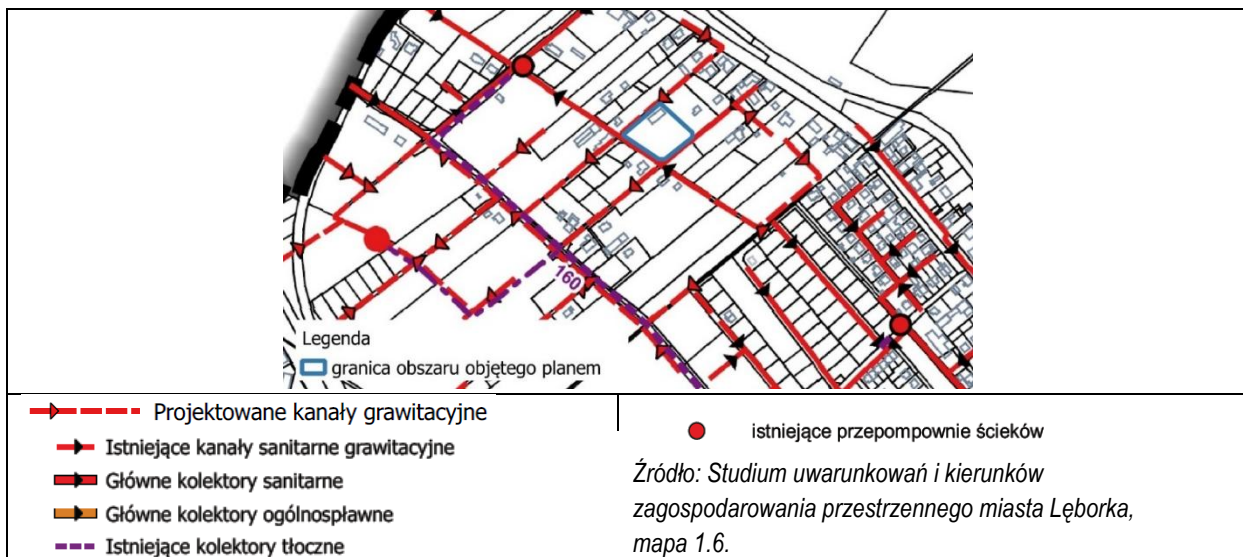 160
Legenda
granica obszaru objętego planem
Projektowane kanały grawitacyjne
Istniejące kanały sanitarne grawitacyjne
Główne kolektory sanitarne
Główne kolektory ogólnospławne
Istniejące kolektory tłoczne
istniejące przepompownie ścieków
Źródło: Studium uwarunkowań i kierunków
zagospodarowania przestrzennego miasta Lęborka,
mapa 1.6.